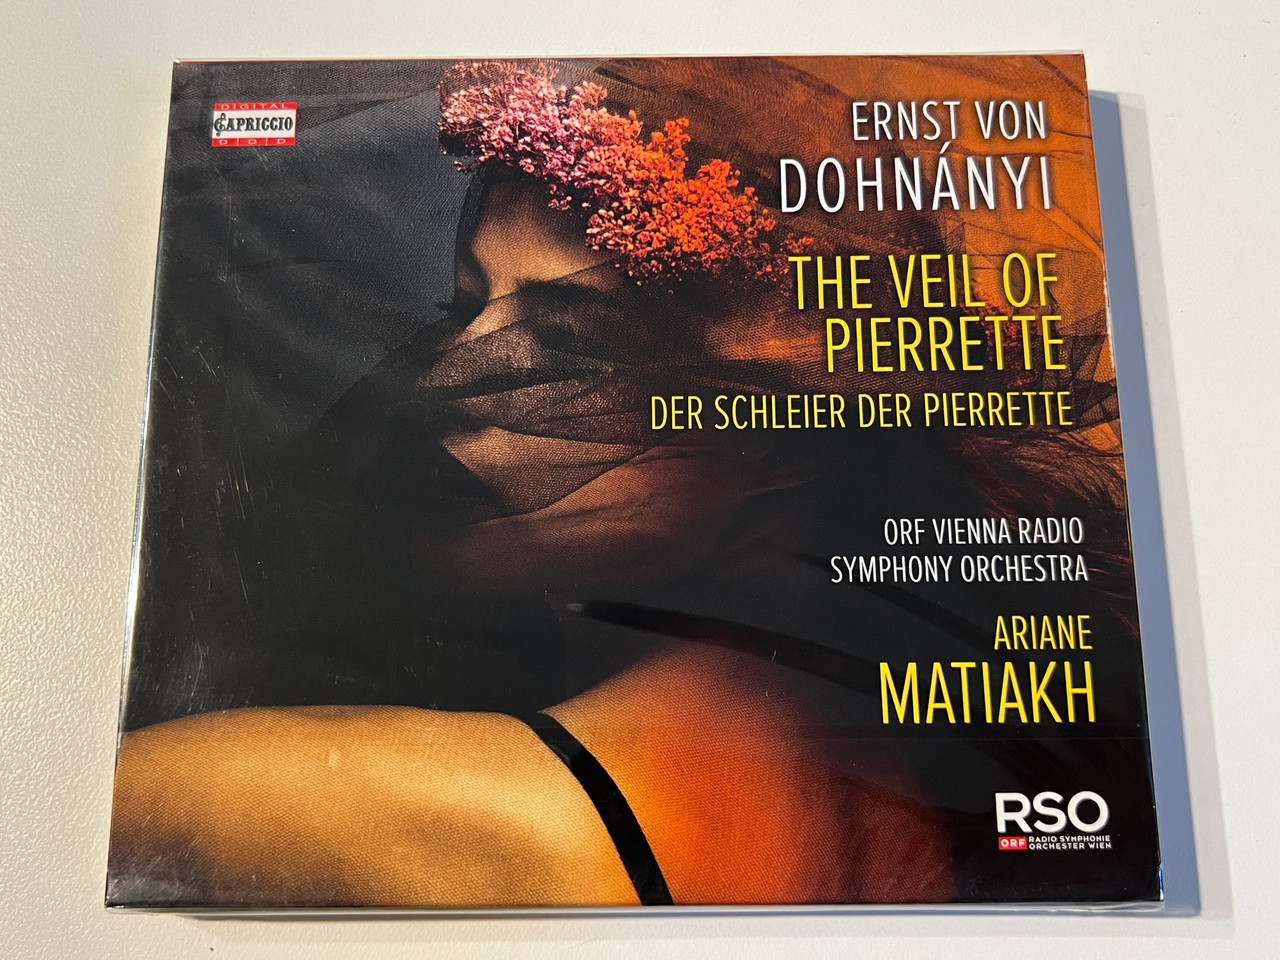 DIGITAL
CAPRICCIO
D D D
ERNST VON
DOHNÁNYI
THE VEIL OF
PIERRETTE
DER SCHLEIER DER PIERRETTE
ORF VIENNA RADIO
SYMPHONY ORCHESTRA
ARIANE
MATIAKH
RSO
ORF RADIO SYMPHONIE
ORCHESTER WIEN